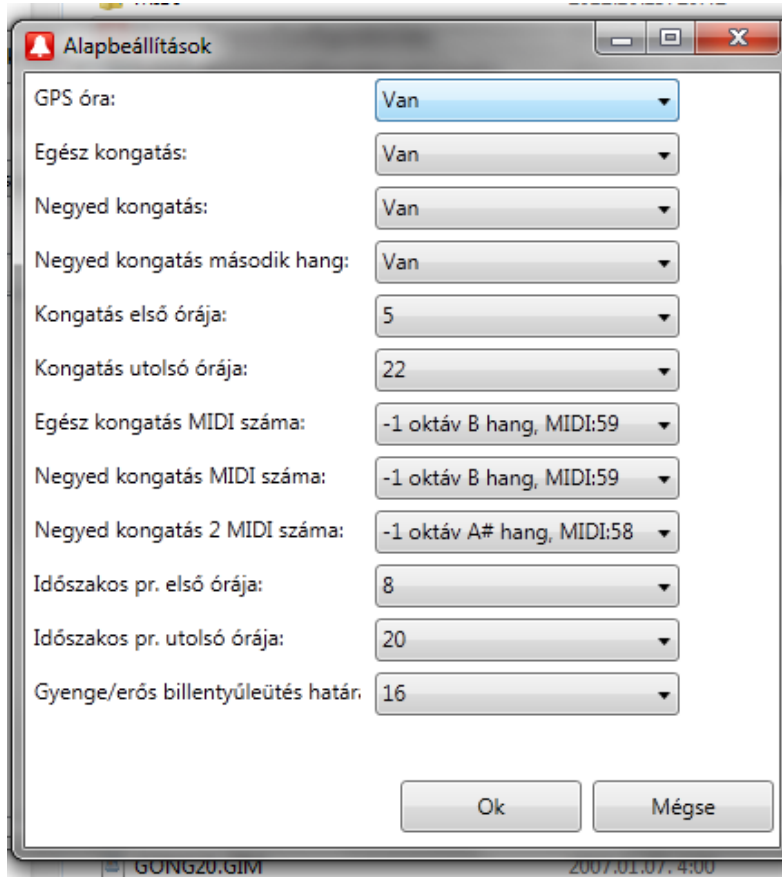 Alapbeállítások
GPS óra: Van
Egész kongatás: Van
Negyed kongatás: Van
Negyed kongatás második hang: Van
Kongatás első órája: 5
Kongatás utolsó órája: 22
Egész kongatás MIDI száma: -1 oktáv B hang, MIDI:59
Negyed kongatás MIDI száma: -1 oktáv B hang, MIDI:59
Negyed kongatás 2 MIDI száma: -1 oktáv A# hang, MIDI:58
Időszakos pr. első órája: 8
Időszakos pr. utolsó órája: 20
Gyenge/erős billentyűleütés határ 16
Ok Mégse
GONG20.GIM 2007.01.07. 4:00